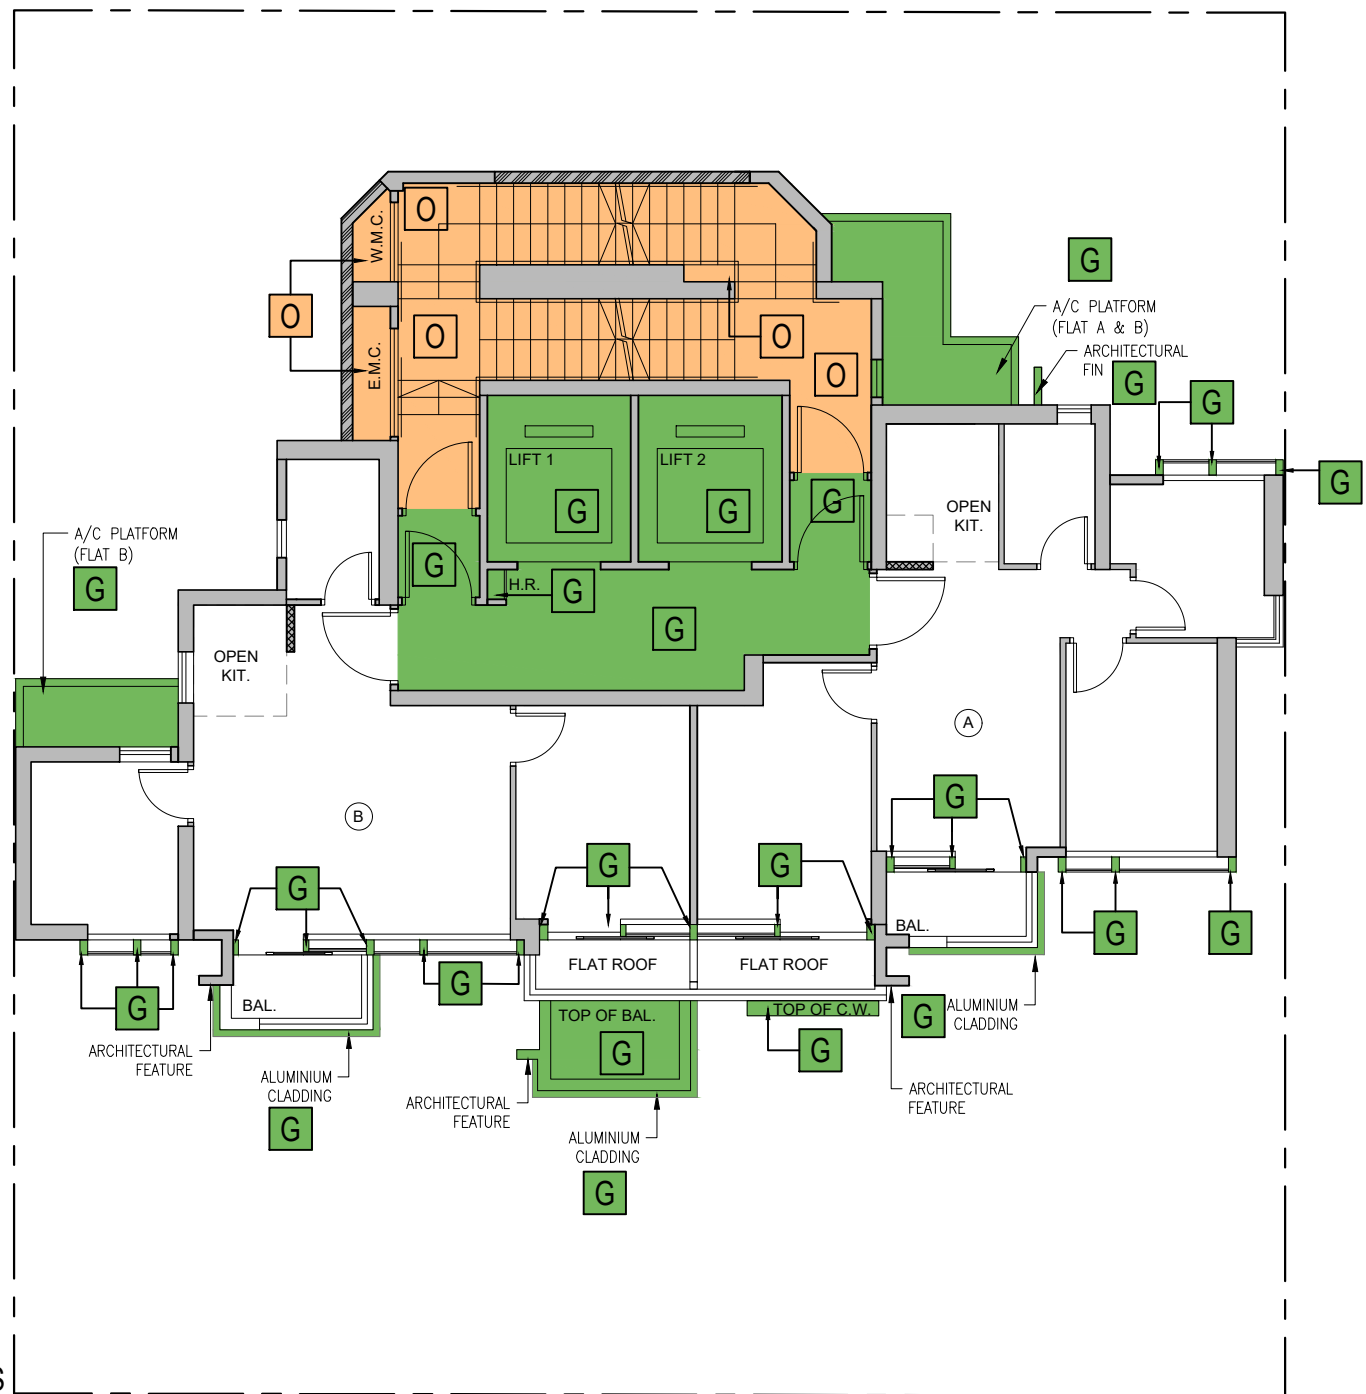 O
W.M.C.
G
O
A/C PLATFORM
(FLAT A & B)
O
O
ARCHITECTURAL
FIN
E.M.C.
O
G
G
LIFT 1
LIFT 2
G
G
G
G
G
OPEN
KIT.
A/C PLATFORM
(FLAT B)
G
G
H.R.
G
G
OPEN
KIT.
A
B
G
G
G
G
BAL.
G
G
FLAT ROOF
FLAT ROOF
G
G
BAL.
TOP OF BAL.
TOP OF C.W.
G
ALUMINIUM
CLADDING
G
G
ARCHITECTURAL
FEATURE
ALUMINIUM
CLADDING
G
ARCHITECTURAL
FEATURE
ARCHITECTURAL
FEATURE
ALUMINIUM
CLADDING
G